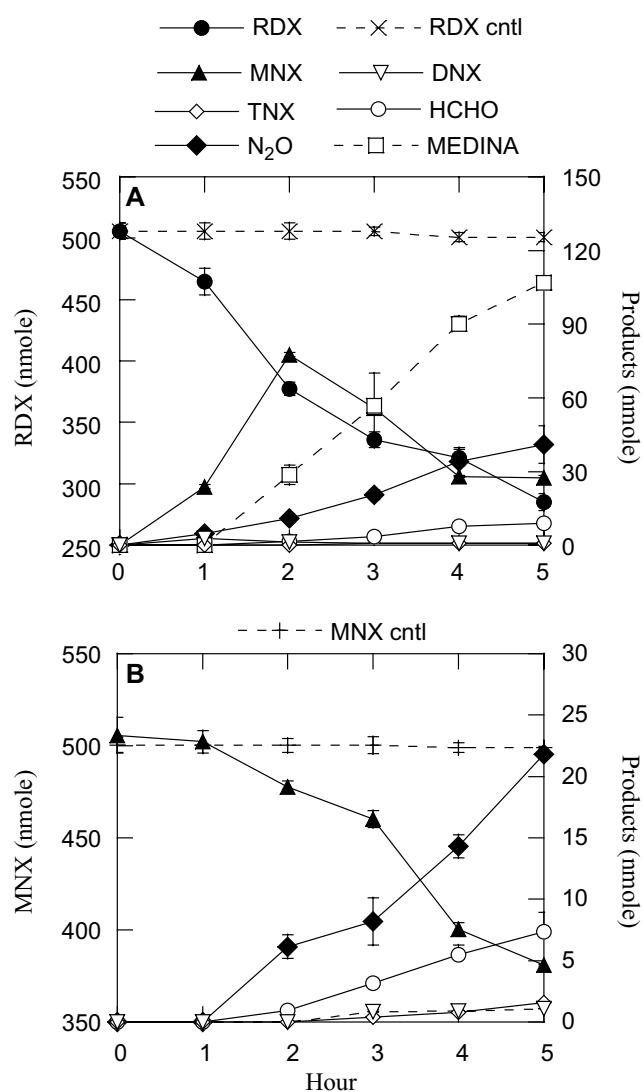 RDX RDX cntl
MNX DNX
TNX HCHO
N₂O MEDINA
A
550
500
450
400
350
300
250
RDX (nmole)
150
120
90
60
30
0
Products (nmole)
0 1 2 3 4 5
MNX cntl
B
550
500
450
400
350
MNX (nmole)
30
25
20
15
10
5
0
Products (nmole)
0 1 2 3 4 5
Hour